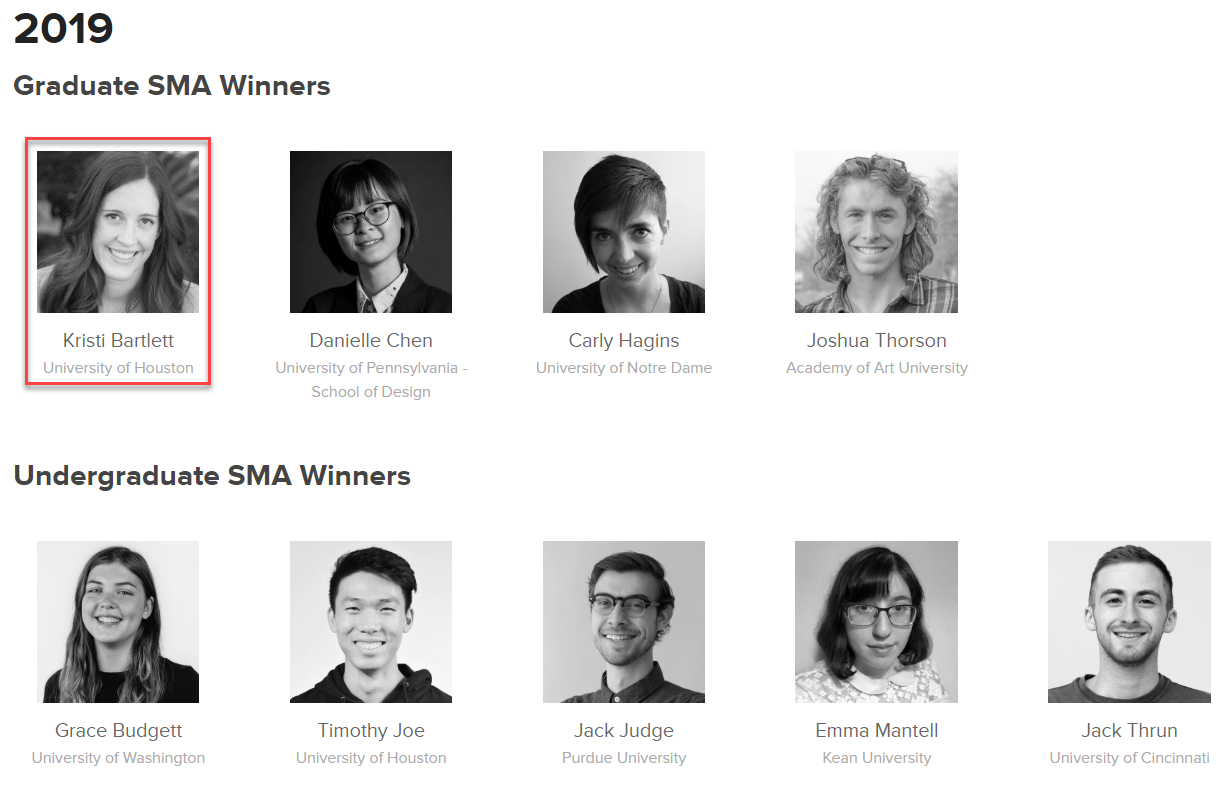 2019
Graduate SMA Winners
Kristi Bartlett
University of Houston
Danielle Chen
University of Pennsylvania -
School of Design
Carly Hagins
University of Notre Dame
Joshua Thorson
Academy of Art University
Undergraduate SMA Winners
Grace Budgett
University of Washington
Timothy Joe
University of Houston
Jack Judge
Purdue University
Emma Mantell
Kean University
Jack Thrun
University of Cincinnati